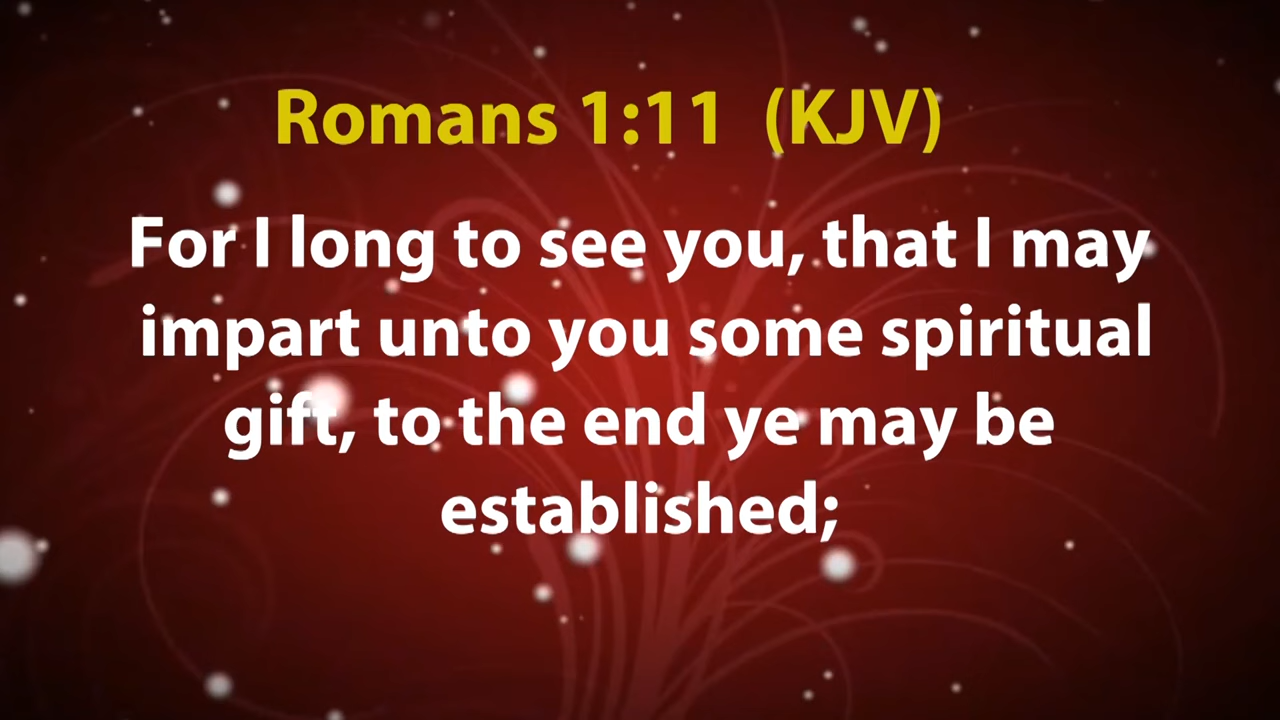 Romans 1:11 (KJV)
For I long to see you, that I may
impart unto you some spiritual
gift, to the end ye may be
established;